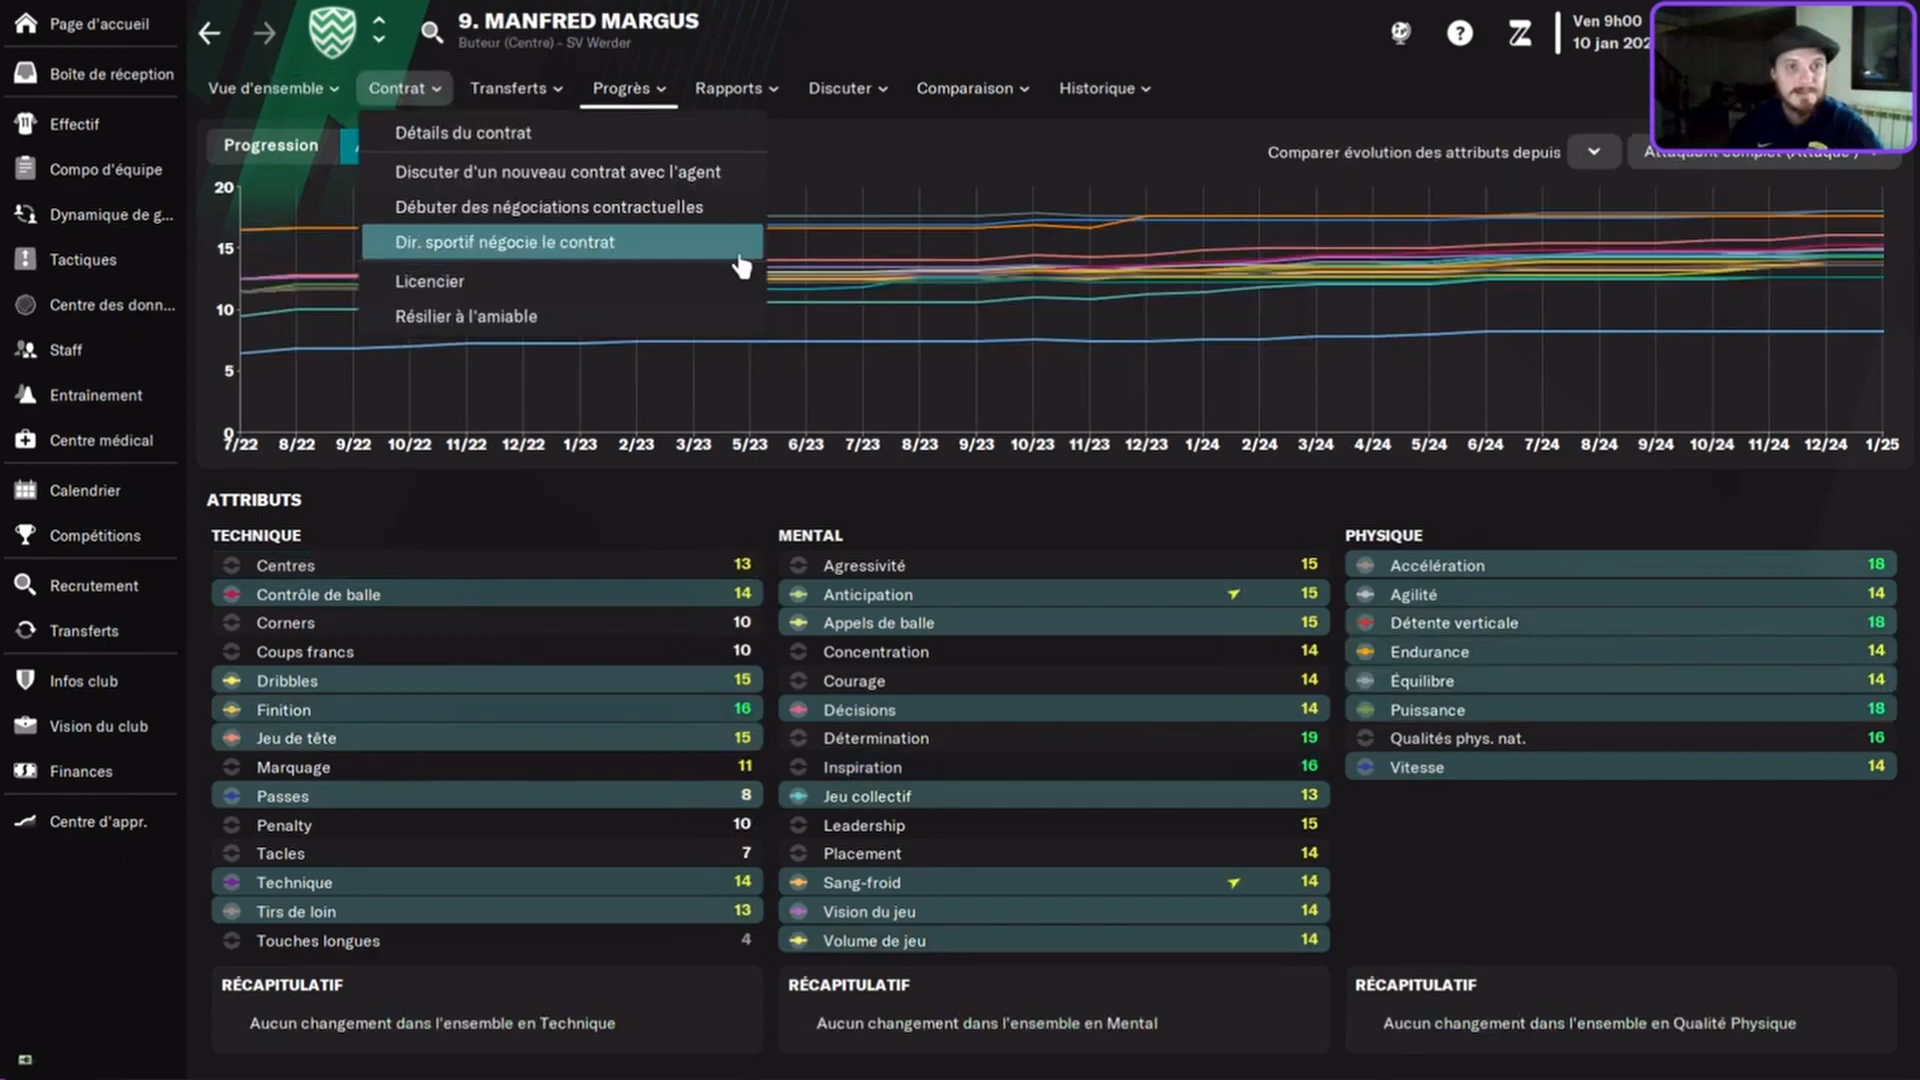 Page d'accueil
Boîte de réception
Effectif
Compo d'équipe
Dynamique de g...
Tactiques
Centre des donn...
Staff
Entraînement
Centre médical
Calendrier
Compétitions
Recrutement
Transferts
Infos club
Vision du club
Finances
Centre d'appr.
9. MANFRED MARGUS
Buteur (Centre) - SV Werder
Ven 9h00
10 jan 202
Vue d'ensemble
Contrat
Transferts
Progrès
Rapports
Discuter
Comparaison
Historique
Détails du contrat
Discuter d'un nouveau contrat avec l'agent
Débuter des négociations contractuelles
Dir. sportif négocie le contrat
Licencier
Résilier à l'amiable
Progression
Comparer évolution des attributs depuis
Attaquant complet (Attaque )
20
15
10
5
0
7/22 8/22 9/22 10/22 11/22 12/22 1/23 2/23 3/23 5/23 6/23 7/23 8/23 9/23 10/23 11/23 12/23 1/24 2/24 3/24 4/24 5/24 6/24 7/24 8/24 9/24 10/24 11/24 12/24 1/25
ATTRIBUTS
TECHNIQUE
Centres 13
Contrôle de balle 14
Corners 10
Coups francs 10
Dribbles 15
Finition 16
Jeu de tête 15
Marquage 11
Passes 8
Penalty 10
Tacles 7
Technique 14
Tirs de loin 13
Touches longues 4
RÉCAPITULATIF
Aucun changement dans l'ensemble en Technique
MENTAL
Agressivité 15
Anticipation 15
Appels de balle 15
Concentration 14
Courage 14
Décisions 14
Détermination 19
Inspiration 16
Jeu collectif 13
Leadership 15
Placement 14
Sang-froid 14
Vision du jeu 14
Volume de jeu 14
RÉCAPITULATIF
Aucun changement dans l'ensemble en Mental
PHYSIQUE
Accélération 18
Agilité 14
Détente verticale 18
Endurance 14
Équilibre 14
Puissance 18
Qualités phys. nat. 16
Vitesse 14
RÉCAPITULATIF
Aucun changement dans l'ensemble en Qualité Physique